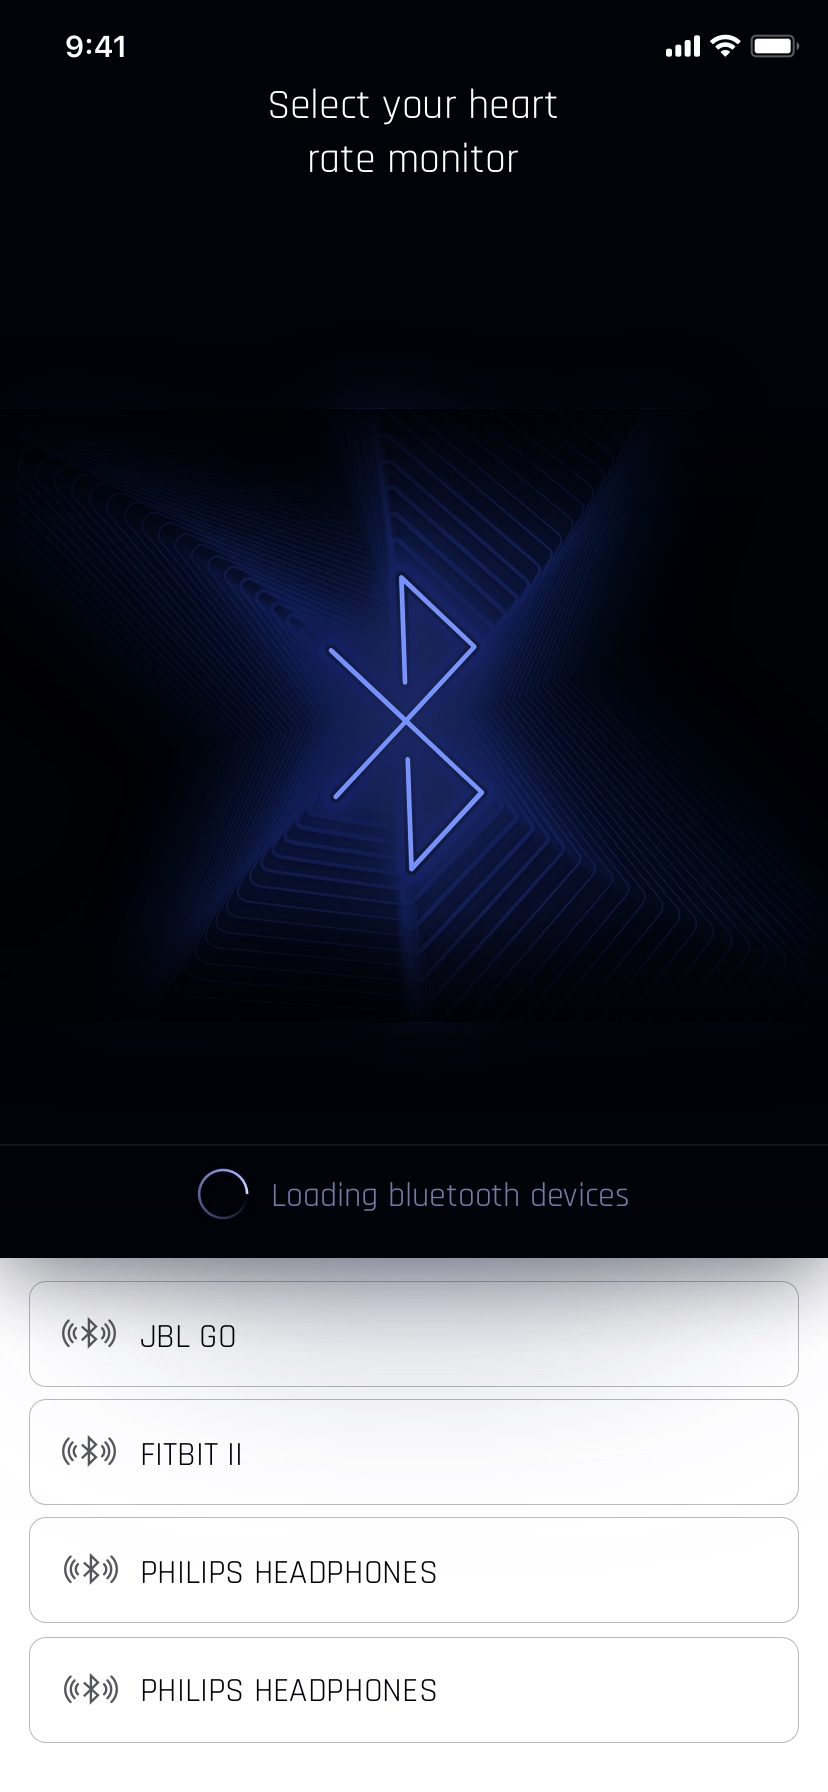 9:41
Select your heart
rate monitor
Loading bluetooth devices
JBL GO
FITBIT II
PHILIPS HEADPHONES
PHILIPS HEADPHONES